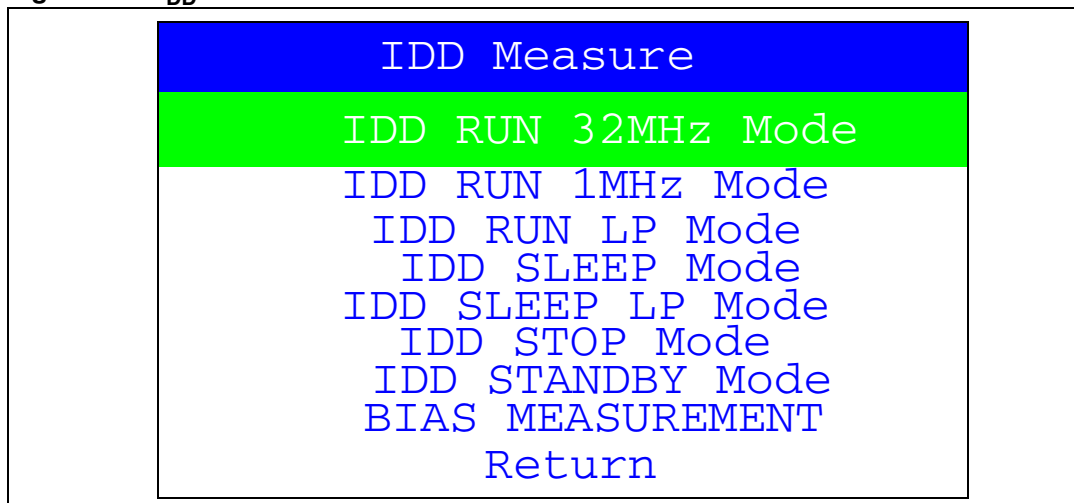 DD
IDD Measure
IDD RUN 32MHz Mode
IDD RUN 1MHz Mode
IDD RUN LP Mode
IDD SLEEP Mode
IDD SLEEP LP Mode
IDD STOP Mode
IDD STANDBY Mode
BIAS MEASUREMENT
Return